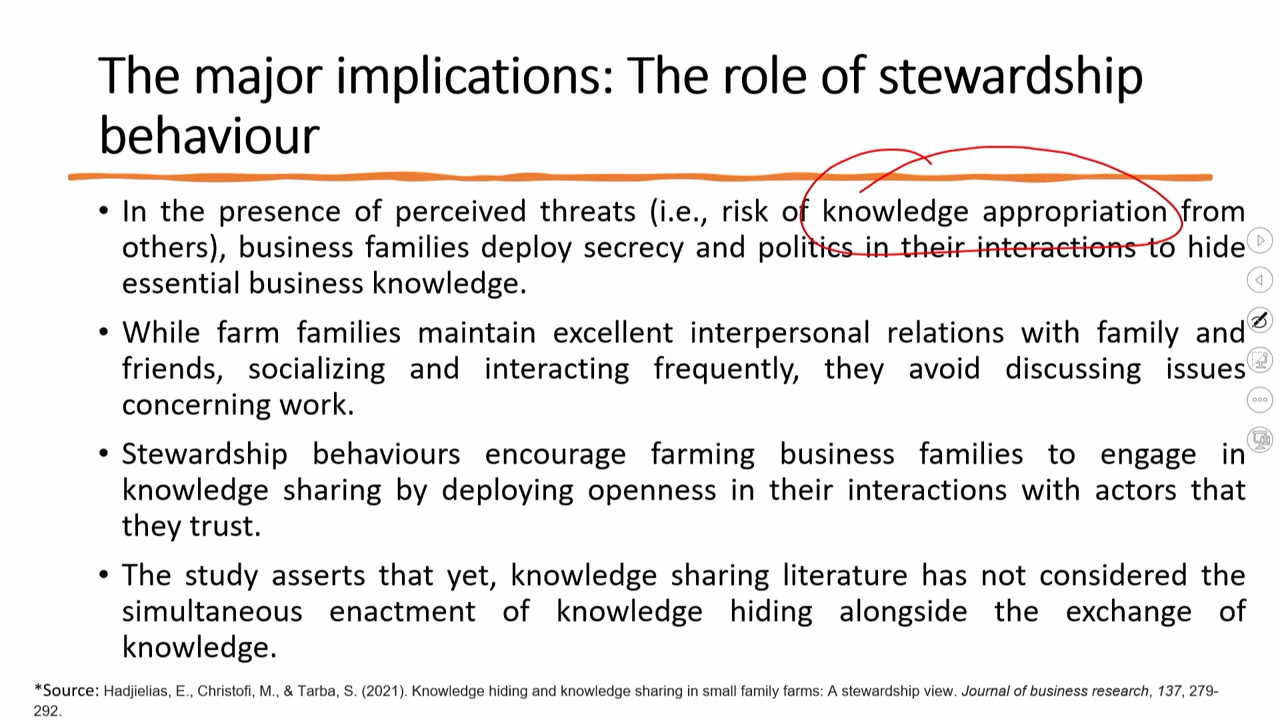 The major implications: The role of stewardship
behaviour
• In the presence of perceived threats (i.e., risk of knowledge appropriation from
others), business families deploy secrecy and politics in their interactions to hide
essential business knowledge.
• While farm families maintain excellent interpersonal relations with family and
friends, socializing and interacting frequently, they avoid discussing issues
concerning work.
• Stewardship behaviours encourage farming business families to engage in
knowledge sharing by deploying openness in their interactions with actors that
they trust.
• The study asserts that yet, knowledge sharing literature has not considered the
simultaneous enactment of knowledge hiding alongside the exchange of
knowledge.
*Source: Hadjielias, E., Christofi, M., & Tarba, S. (2021). Knowledge hiding and knowledge sharing in small family farms: A stewardship view. Journal of business research, 137, 279-
292.